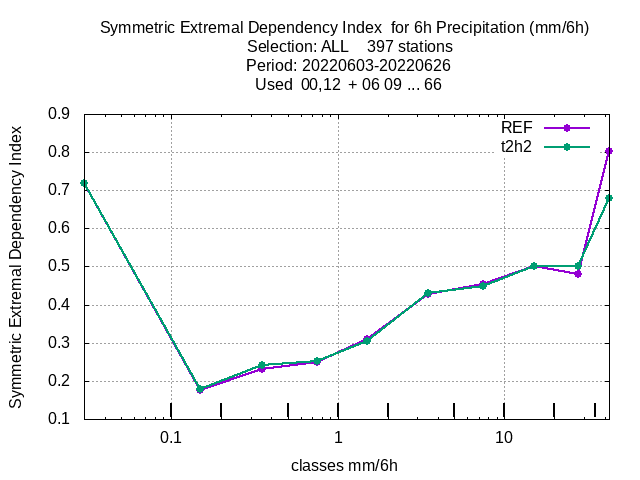 Symmetric Extremal Dependency Index  for 6h Precipitation (mm/6h)
Selection: ALL    397 stations
Period: 20220603-20220626
Used  00,12  + 06 09 ... 66
Symmetric Extremal Dependency Index
0.9
0.8
0.7
0.6
0.5
0.4
0.3
0.2
0.1
REF
t2h2
0.1
1
10
classes mm/6h